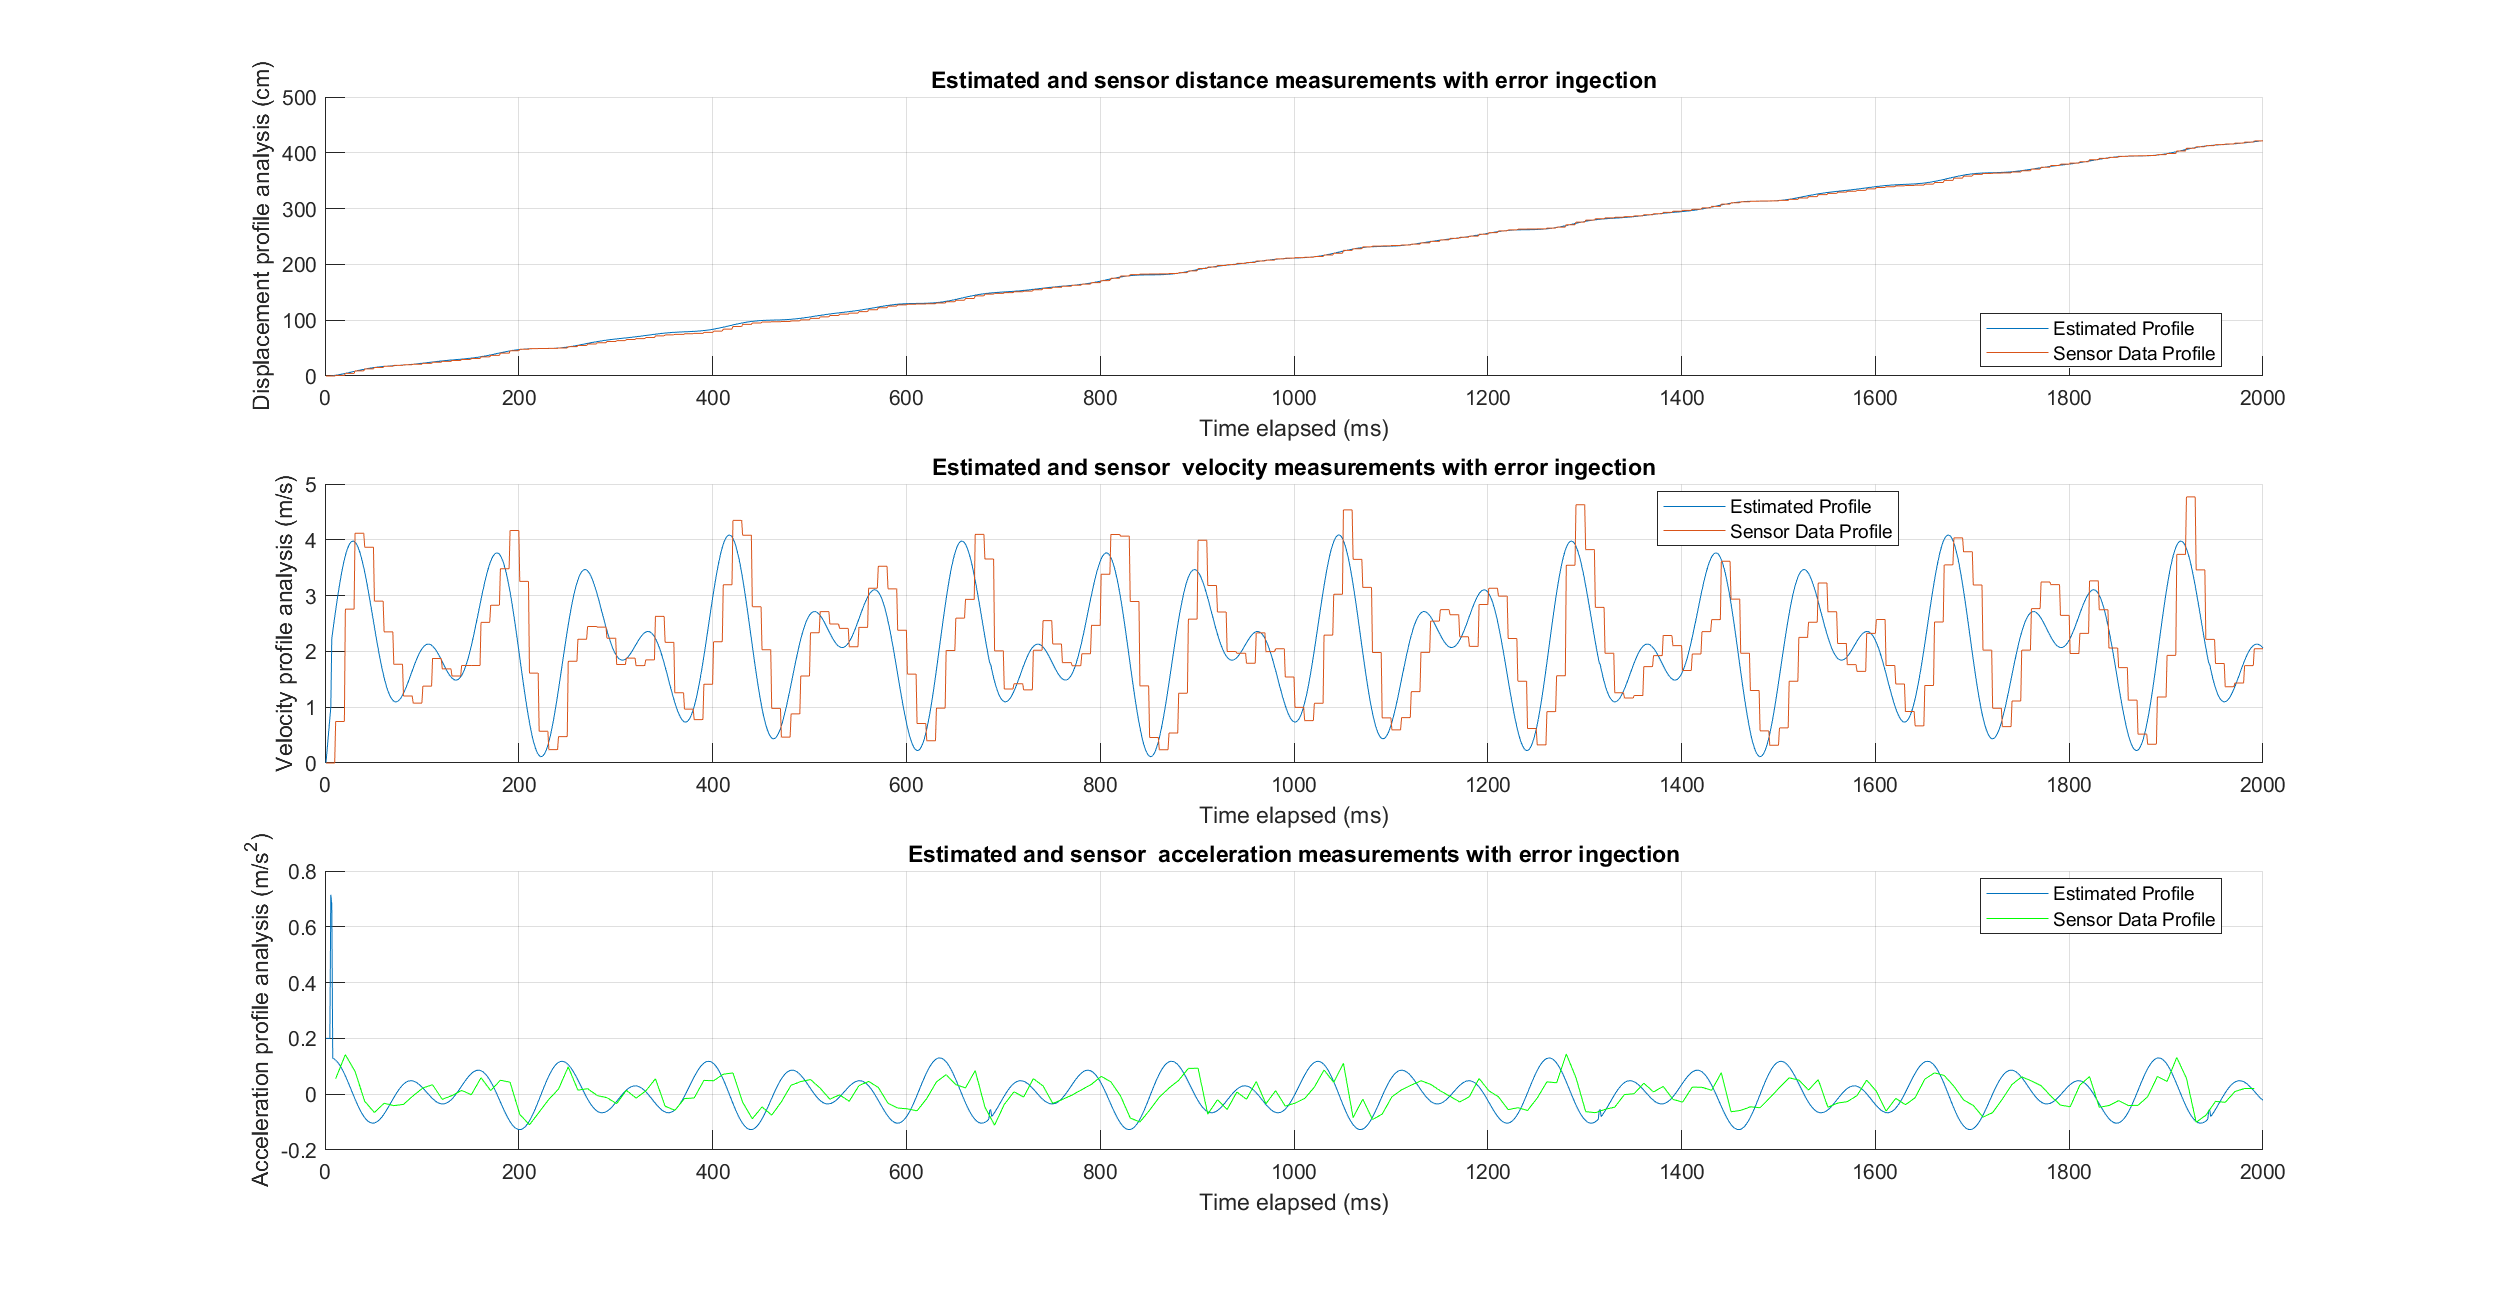 Estimated and sensor distance measurements with error ingection
Displacement profile analysis (cm)
500
400
300
200
100
0
Estimated Profile
Sensor Data Profile
0 200 400 600 800 1000 1200 1400 1600 1800 2000
Time elapsed (ms)
Estimated and sensor  velocity measurements with error ingection
Velocity profile analysis (m/s)
5
4
3
2
1
0
Estimated Profile
Sensor Data Profile
0 200 400 600 800 1000 1200 1400 1600 1800 2000
Time elapsed (ms)
Estimated and sensor  acceleration measurements with error ingection
Acceleration profile analysis (m/s²)
0.8
0.6
0.4
0.2
0
-0.2
Estimated Profile
Sensor Data Profile
0 200 400 600 800 1000 1200 1400 1600 1800 2000
Time elapsed (ms)